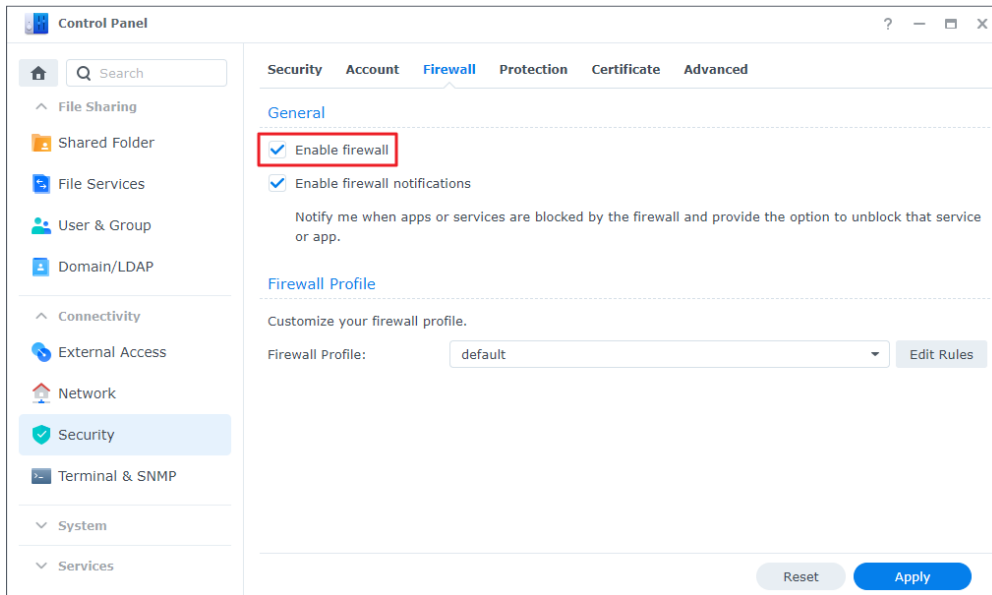 Control Panel
?
Search
File Sharing
Shared Folder
File Services
User & Group
Domain/LDAP
Connectivity
External Access
Network
Security
Terminal & SNMP
System
Services
Security Account Firewall Protection Certificate Advanced
General
Enable firewall
Enable firewall notifications
Notify me when apps or services are blocked by the firewall and provide the option to unblock that service
or app.
Firewall Profile
Customize your firewall profile.
Firewall Profile: default Edit Rules
Reset Apply